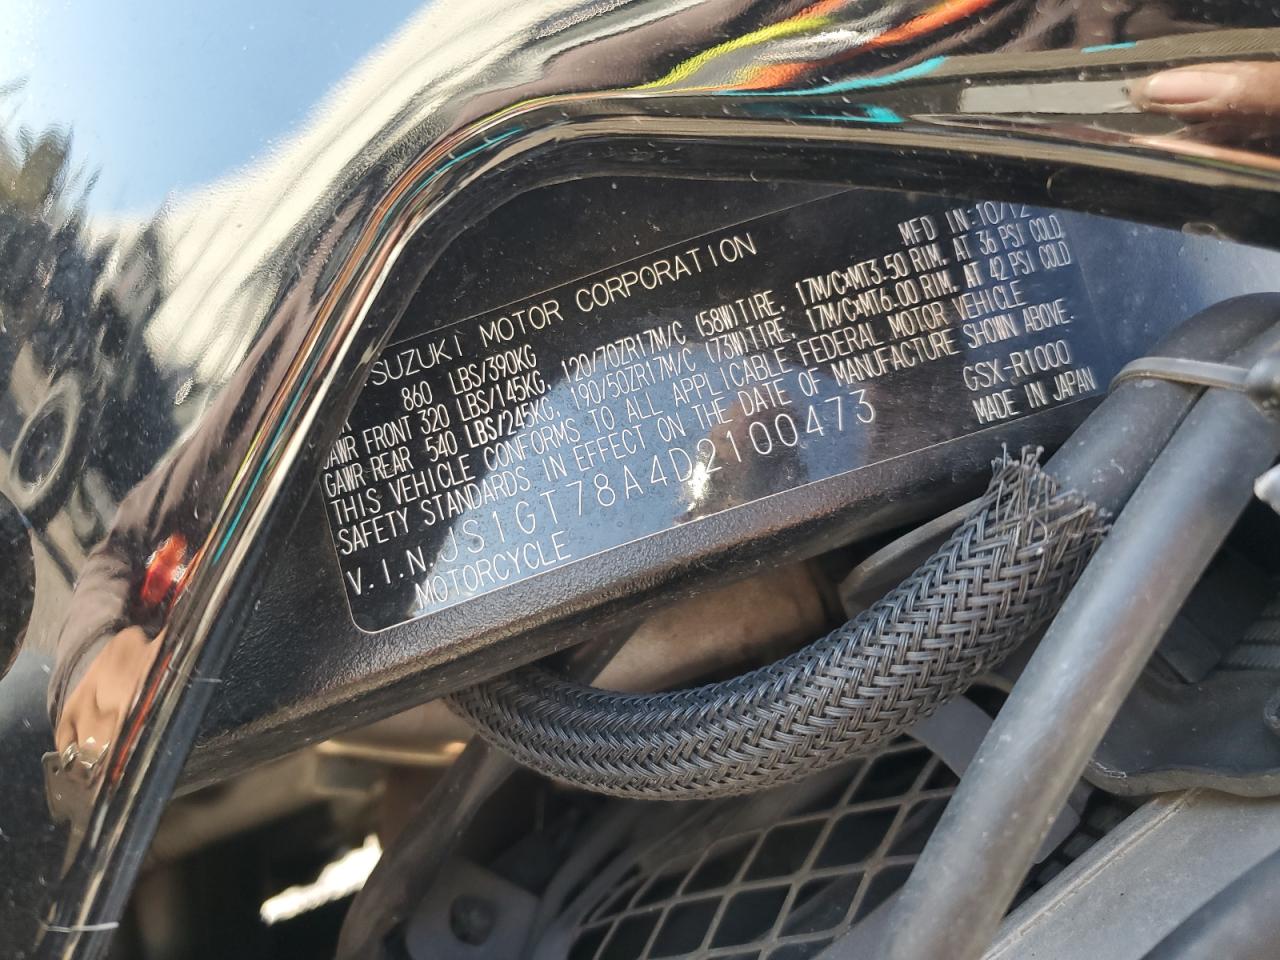 SUZUKI MOTOR CORPORATION MFD IN:10/12
860 LBS/390KG
GAWR FRONT 320 LBS/145KG, 120/70ZR17M/C (58W)TIRE, 17M/C×MT3.50 RIM. AT 36 PSI COLD.
GAWR REAR 540 LBS/245KG, 190/50ZR17M/C (73W)TIRE, 17M/C×MT6.00 RIM. AT 42 PSI COLD
THIS VEHICLE CONFORMS TO ALL APPLICABLE FEDERAL MOTOR VEHICLE
SAFETY STANDARDS IN EFFECT ON THE DATE OF MANUFACTURE SHOWN ABOVE.
V.I.N. JS1GT78A4D2100473 GSX-R1000
MOTORCYCLE MADE IN JAPAN